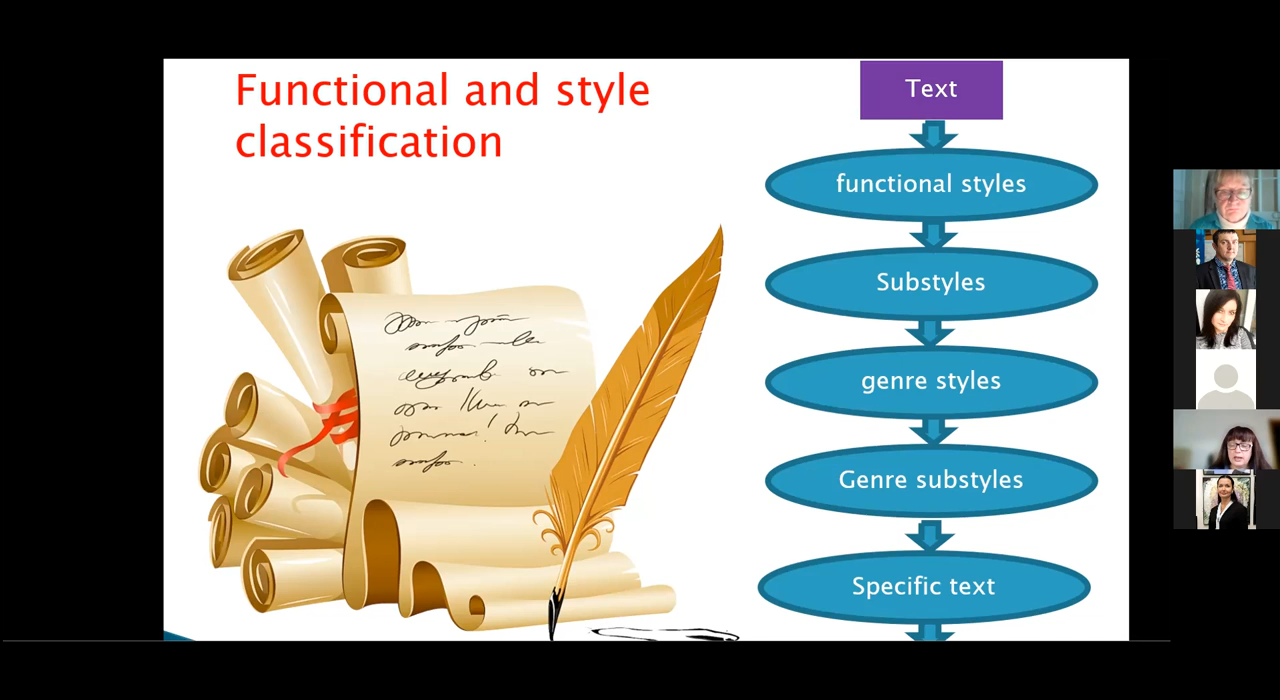 Functional and style
classification
Text
functional styles
Substyles
genre styles
Genre substyles
Specific text